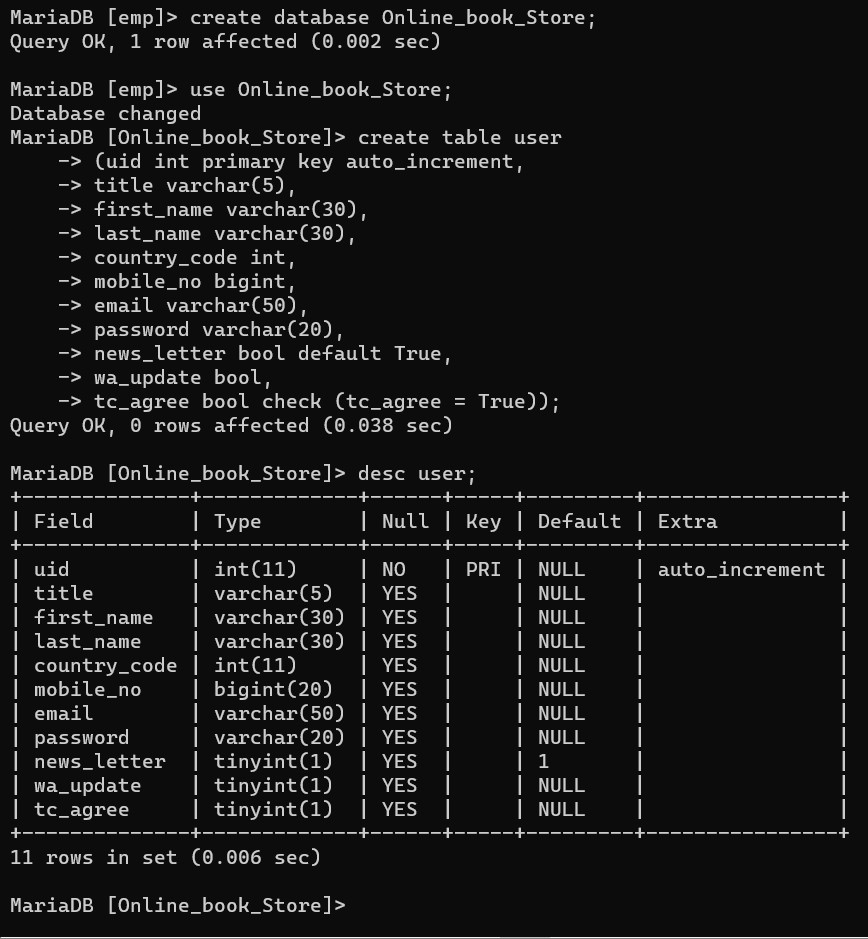 MariaDB [emp]> create database Online_book_Store;
Query OK, 1 row affected (0.002 sec)

MariaDB [emp]> use Online_book_Store;
Database changed
MariaDB [Online_book_Store]> create table user
    -> (uid int primary key auto_increment,
    -> title varchar(5),
    -> first_name varchar(30),
    -> last_name varchar(30),
    -> country_code int,
    -> mobile_no bigint,
    -> email varchar(50),
    -> password varchar(20),
    -> news_letter bool default True,
    -> wa_update bool,
    -> tc_agree bool check (tc_agree = True));
Query OK, 0 rows affected (0.038 sec)

MariaDB [Online_book_Store]> desc user;
+--------------+-------------+------+-----+---------+----------------+
| Field        | Type        | Null | Key | Default | Extra          |
+--------------+-------------+------+-----+---------+----------------+
| uid          | int(11)     | NO   | PRI | NULL    | auto_increment |
| title        | varchar(5)  | YES  |     | NULL    |                |
| first_name   | varchar(30) | YES  |     | NULL    |                |
| last_name    | varchar(30) | YES  |     | NULL    |                |
| country_code | int(11)     | YES  |     | NULL    |                |
| mobile_no    | bigint(20)  | YES  |     | NULL    |                |
| email        | varchar(50) | YES  |     | NULL    |                |
| password     | varchar(20) | YES  |     | NULL    |                |
| news_letter  | tinyint(1)  | YES  |     | 1       |                |
| wa_update    | tinyint(1)  | YES  |     | NULL    |                |
| tc_agree     | tinyint(1)  | YES  |     | NULL    |                |
+--------------+-------------+------+-----+---------+----------------+
11 rows in set (0.006 sec)

MariaDB [Online_book_Store]>